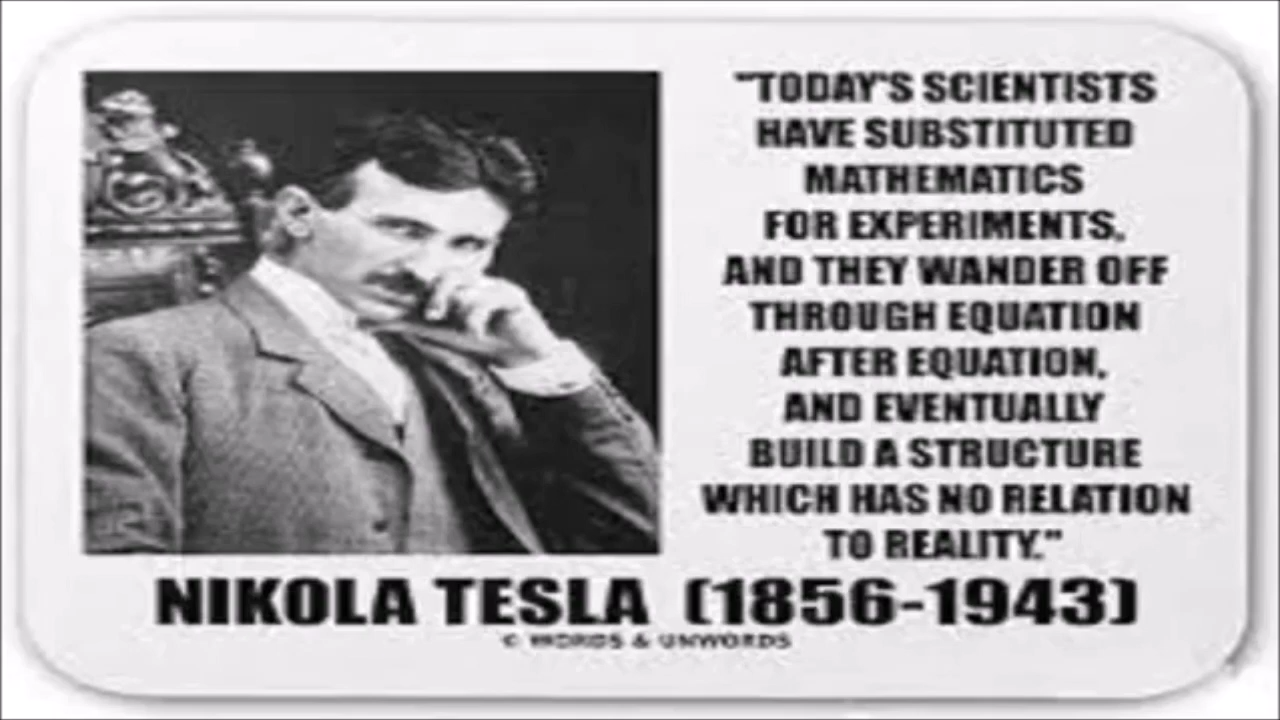 "TODAY'S SCIENTISTS
HAVE SUBSTITUTED
MATHEMATICS
FOR EXPERIMENTS,
AND THEY WANDER OFF
THROUGH EQUATION
AFTER EQUATION,
AND EVENTUALLY
BUILD A STRUCTURE
WHICH HAS NO RELATION
TO REALITY."
NIKOLA TESLA (1856-1943)
© WORDS & UNWORDS